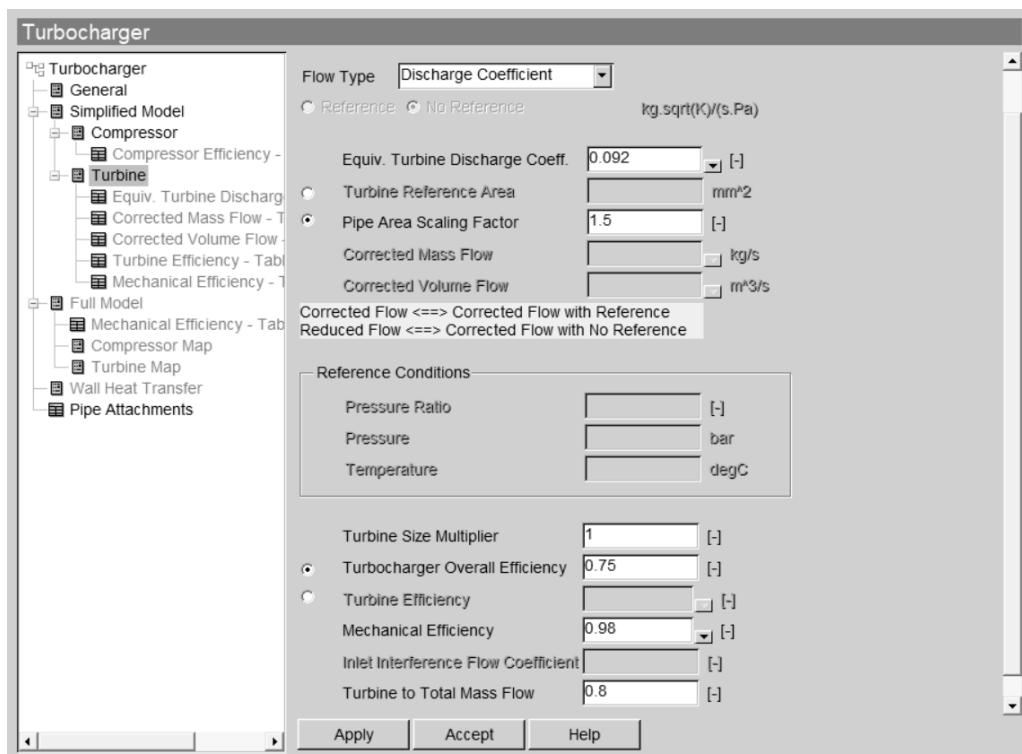 Turbocharger
Turbocharger
General
Simplified Model
Compressor
Compressor Efficiency -
Turbine
Equiv. Turbine Discharg
Corrected Mass Flow - T
Corrected Volume Flow -
Turbine Efficiency - Tabl
Mechanical Efficiency - T
Full Model
Mechanical Efficiency - Tab
Compressor Map
Turbine Map
Wall Heat Transfer
Pipe Attachments
Flow Type Discharge Coefficient
Reference No Reference kg.sqrt(K)/(s.Pa)
Equiv. Turbine Discharge Coeff. 0.092 [-]
Turbine Reference Area mm^2
Pipe Area Scaling Factor 1.5 [-]
Corrected Mass Flow kg/s
Corrected Volume Flow m^3/s
Corrected Flow <==> Corrected Flow with Reference
Reduced Flow <==> Corrected Flow with No Reference
Reference Conditions
Pressure Ratio [-]
Pressure bar
Temperature degC
Turbine Size Multiplier 1 [-]
Turbocharger Overall Efficiency 0.75 [-]
Turbine Efficiency [-]
Mechanical Efficiency 0.98 [-]
Inlet Interference Flow Coefficient [-]
Turbine to Total Mass Flow 0.8 [-]
Apply Accept Help